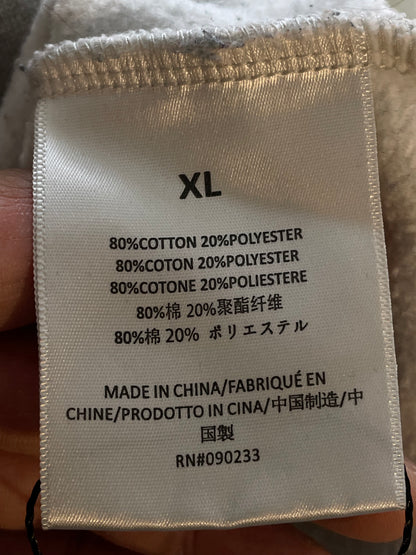 XL
80%COTTON 20%POLYESTER
80%COTON 20%POLYESTER
80%COTONE 20%POLIESTERE
80%棉 20%聚酯纤维
80%棉 20% ポリエステル
MADE IN CHINA/FABRIQUÉ EN
CHINE/PRODOTTO IN CINA/中国制造/中
国製
RN#090233